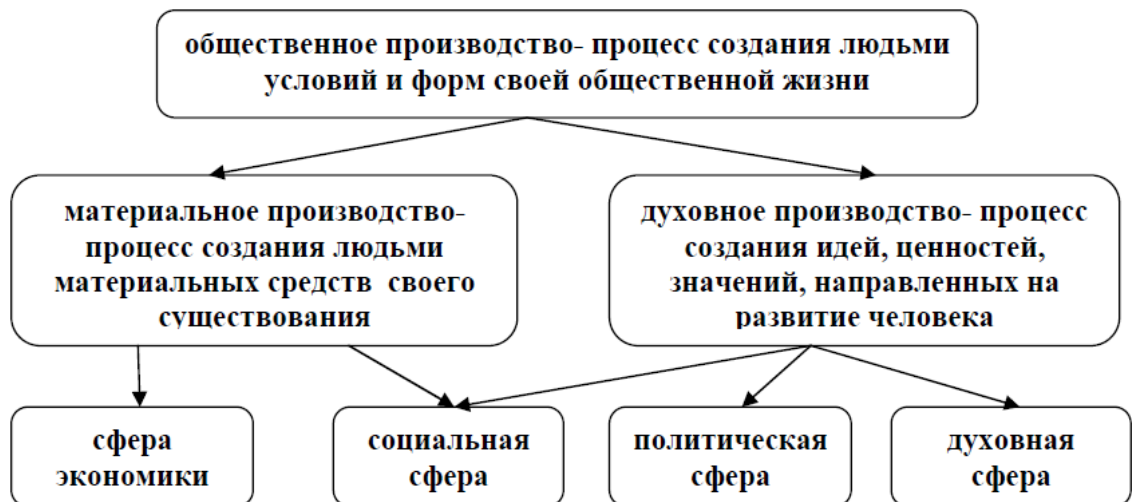 общественное производство- процесс создания людьми
условий и форм своей общественной жизни
материальное производство-
процесс создания людьми
материальных средств своего
существования
духовное производство- процесс
создания идей, ценностей,
значений, направленных на
развитие человека
сфера
экономики
социальная
сфера
политическая
сфера
духовная
сфера